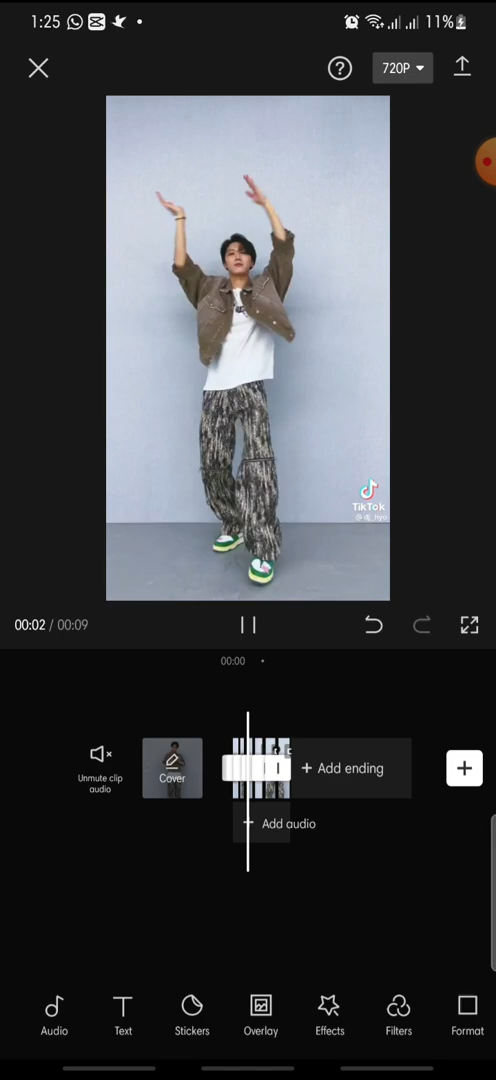 1:25
11%
720P
TikTok
@dj_hyo
00:02 / 00:09
00:00
Unmute clip
audio
Cover
+ Add ending
+ Add audio
Audio
Text
Stickers
Overlay
Effects
Filters
Format